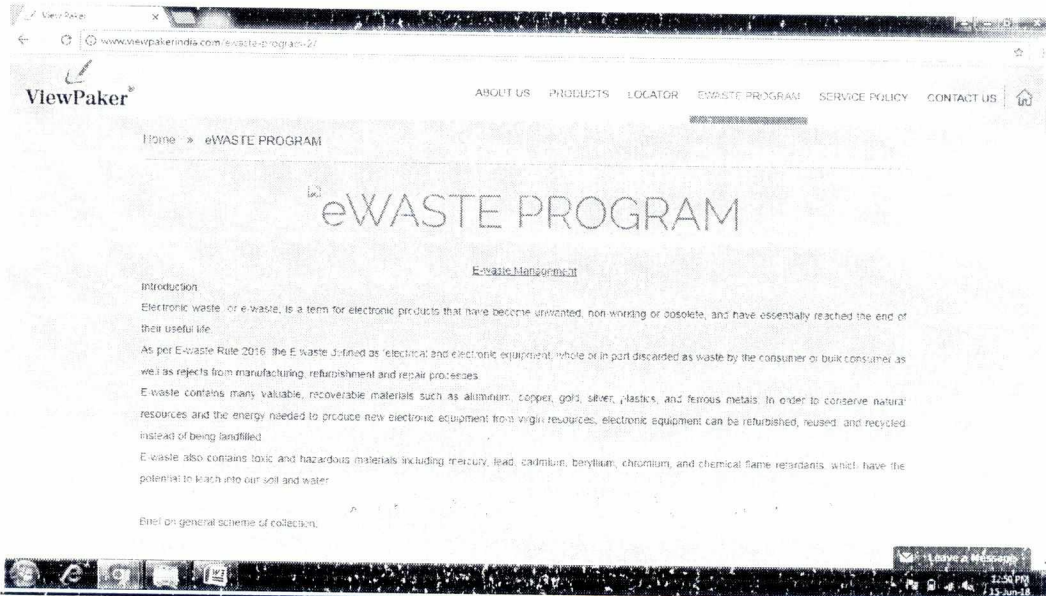 View Paker
www.viewpakerindia.com/ewaste-program-2/
ViewPaker®
ABOUT US PRODUCTS LOCATOR EWASTE PROGRAM SERVICE POLICY CONTACT US
Home » eWASTE PROGRAM
eWASTE PROGRAM
E-waste Management
Introduction
Electronic waste, or e-waste, is a term for electronic products that have become unwanted, non-working or obsolete, and have essentially reached the end of
their useful life.
As per E-waste Rule 2016, the E waste defined as 'electrical and electronic equipment, whole or in part discarded as waste by the consumer or bulk consumer as
well as rejects from manufacturing, refurbishment and repair processes.
E-waste contains many valuable, recoverable materials such as aluminum, copper, gold, silver, plastics, and ferrous metals. In order to conserve natural
resources and the energy needed to produce new electronic equipment from virgin resources, electronic equipment can be refurbished, reused, and recycled
instead of being landfilled.
E-waste also contains toxic and hazardous materials including mercury, lead, cadmium, beryllium, chromium, and chemical flame retardants, which have the
potential to leach into our soil and water.
Brief on general scheme of collection:
Leave a Message
12:50 PM
15-Jun-18